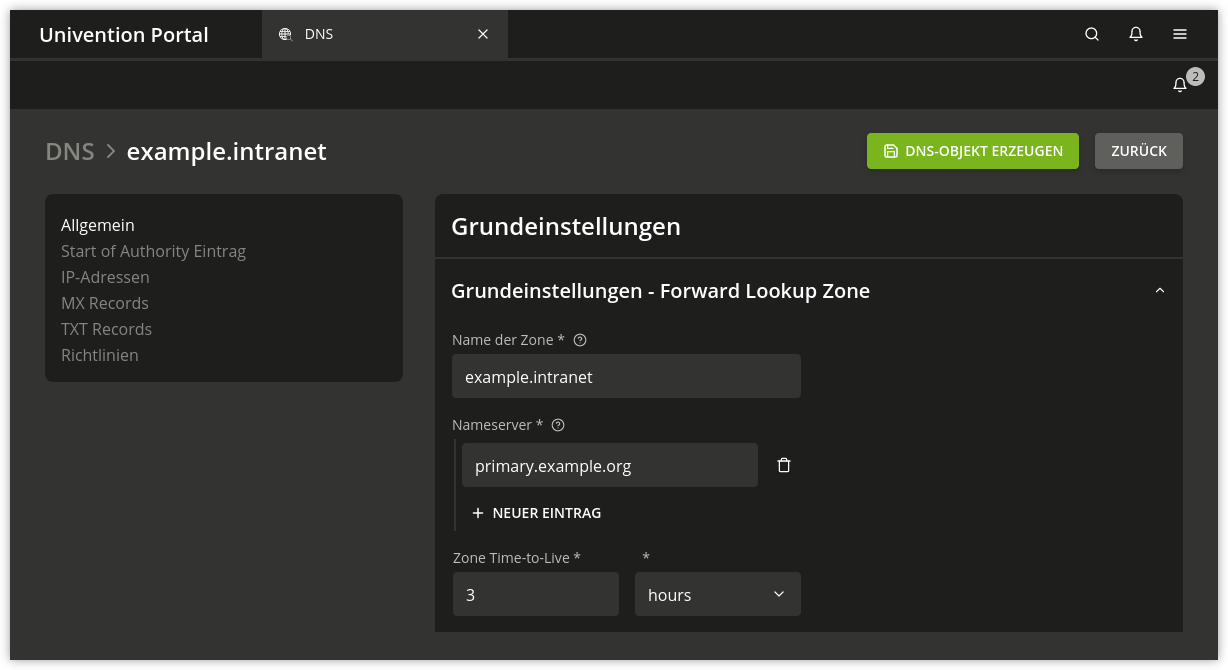 Univention Portal
DNS
2
DNS > example.intranet
DNS-OBJEKT ERZEUGEN
ZURÜCK
Allgemein
Start of Authority Eintrag
IP-Adressen
MX Records
TXT Records
Richtlinien
Grundeinstellungen
Grundeinstellungen - Forward Lookup Zone
Name der Zone *
example.intranet
Nameserver *
primary.example.org
+ NEUER EINTRAG
Zone Time-to-Live * *
3 hours